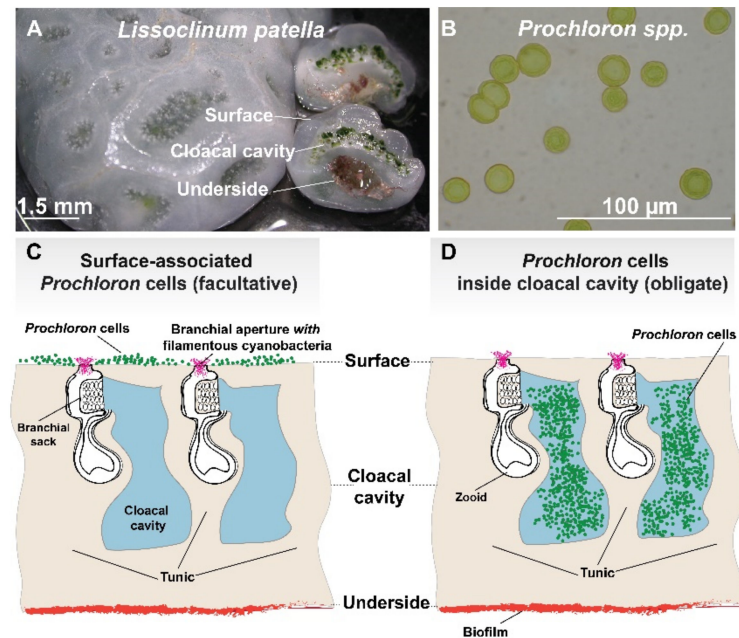 A
Lissoclinum patella
Surface
Cloacal cavity
Underside
1.5 mm
B
Prochloron spp.
100 µm
C
Surface-associated
Prochloron cells (facultative)
Prochloron cells
Branchial aperture with
filamentous cyanobacteria
Branchial
sack
Cloacal
cavity
Tunic
Surface
Cloacal
cavity
Underside
D
Prochloron cells
inside cloacal cavity (obligate)
Prochloron cells
Zooid
Tunic
Biofilm